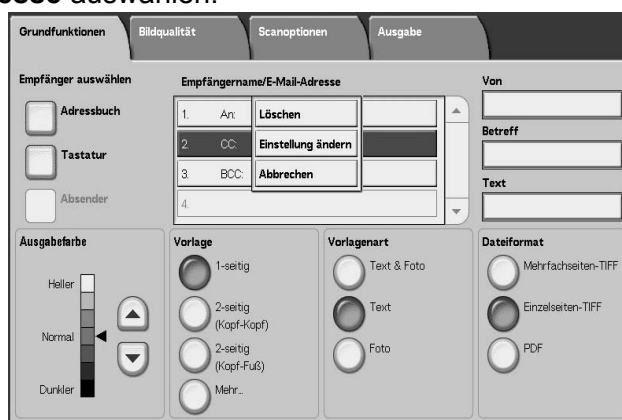 auswählen.
Grundfunktionen Bildqualität Scanoptionen Ausgabe
Empfänger auswählen Empfängername/E-Mail-Adresse Von
Adressbuch 1. An: Löschen
Betreff
2. CC: Einstellung ändern
Tastatur
3. BCC: Abbrechen
Text
Absender 4.
Ausgabefarbe Vorlage Vorlagenart Dateiformat
1-seitig Text & Foto Mehrfachseiten-TIFF
Heller
2-seitig Text Einzelseiten-TIFF
(Kopf-Kopf)
Normal
2-seitig Foto PDF
(Kopf-Fuß)
Dunkler Mehr...